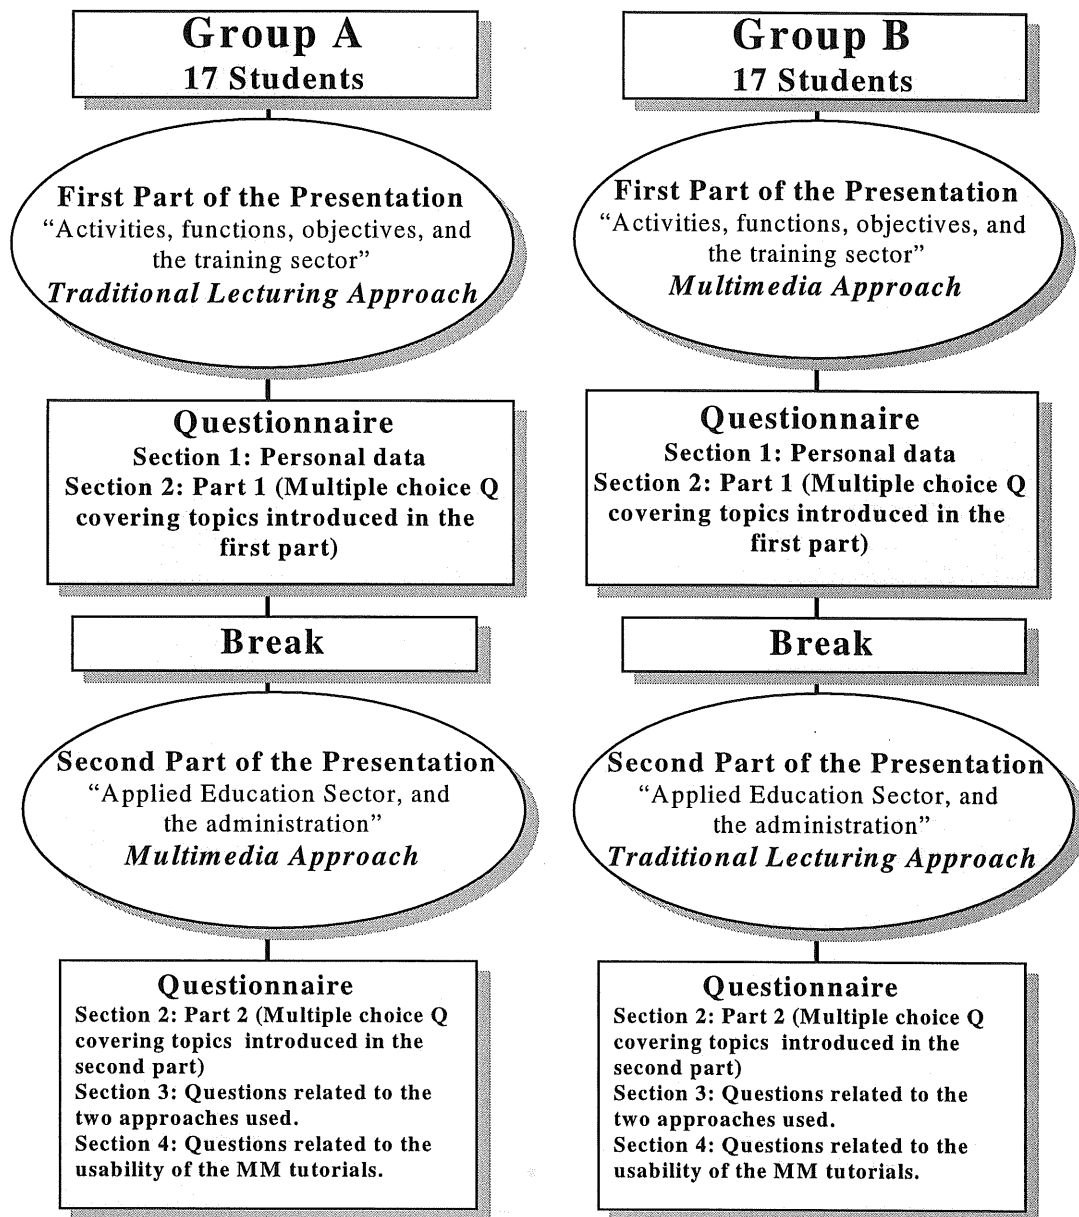 Group A
17 Students
First Part of the Presentation
“Activities, functions, objectives, and
the training sector”
Traditional Lecturing Approach
Questionnaire
Section 1: Personal data
Section 2: Part 1 (Multiple choice Q
covering topics introduced in the
first part)
Break
Second Part of the Presentation
“Applied Education Sector, and
the administration”
Multimedia Approach
Questionnaire
Section 2: Part 2 (Multiple choice Q
covering topics introduced in the
second part)
Section 3: Questions related to the
two approaches used.
Section 4: Questions related to the
usability of the MM tutorials.
Group B
17 Students
First Part of the Presentation
“Activities, functions, objectives, and
the training sector”
Multimedia Approach
Questionnaire
Section 1: Personal data
Section 2: Part 1 (Multiple choice Q
covering topics introduced in the
first part)
Break
Second Part of the Presentation
“Applied Education Sector, and
the administration”
Traditional Lecturing Approach
Questionnaire
Section 2: Part 2 (Multiple choice Q
covering topics introduced in the
second part)
Section 3: Questions related to the
two approaches used.
Section 4: Questions related to the
usability of the MM tutorials.